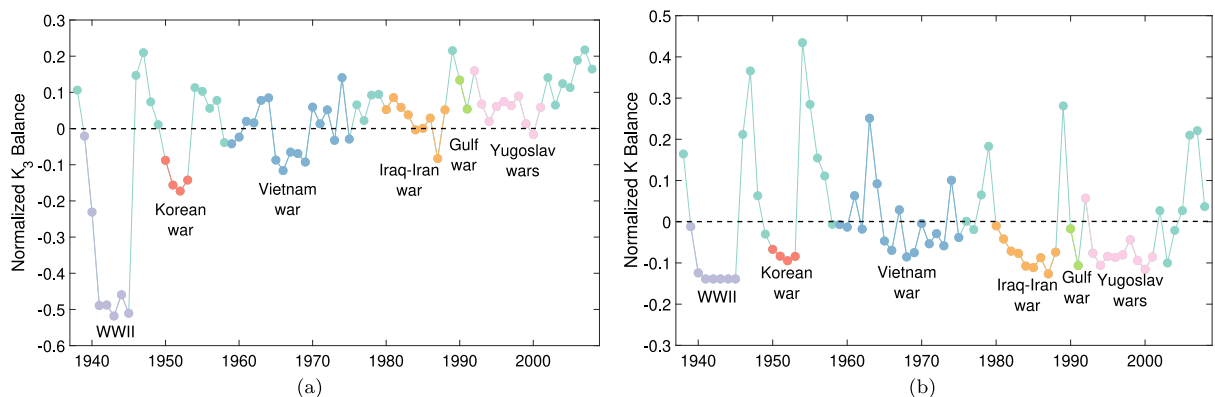 Normalized K3 Balance
0.3
0.2
0.1
0
-0.1
-0.2
-0.3
-0.4
-0.5
-0.6
WWII
Korean
war
Vietnam
war
Iraq-Iran
war
Gulf
war
Yugoslav
wars
1940 1950 1960 1970 1980 1990 2000
(a)
Normalized K Balance
0.5
0.4
0.3
0.2
0.1
0
-0.1
-0.2
-0.3
WWII
Korean
war
Vietnam
war
Iraq-Iran
war
Gulf
war
Yugoslav
wars
1940 1950 1960 1970 1980 1990 2000
(b)